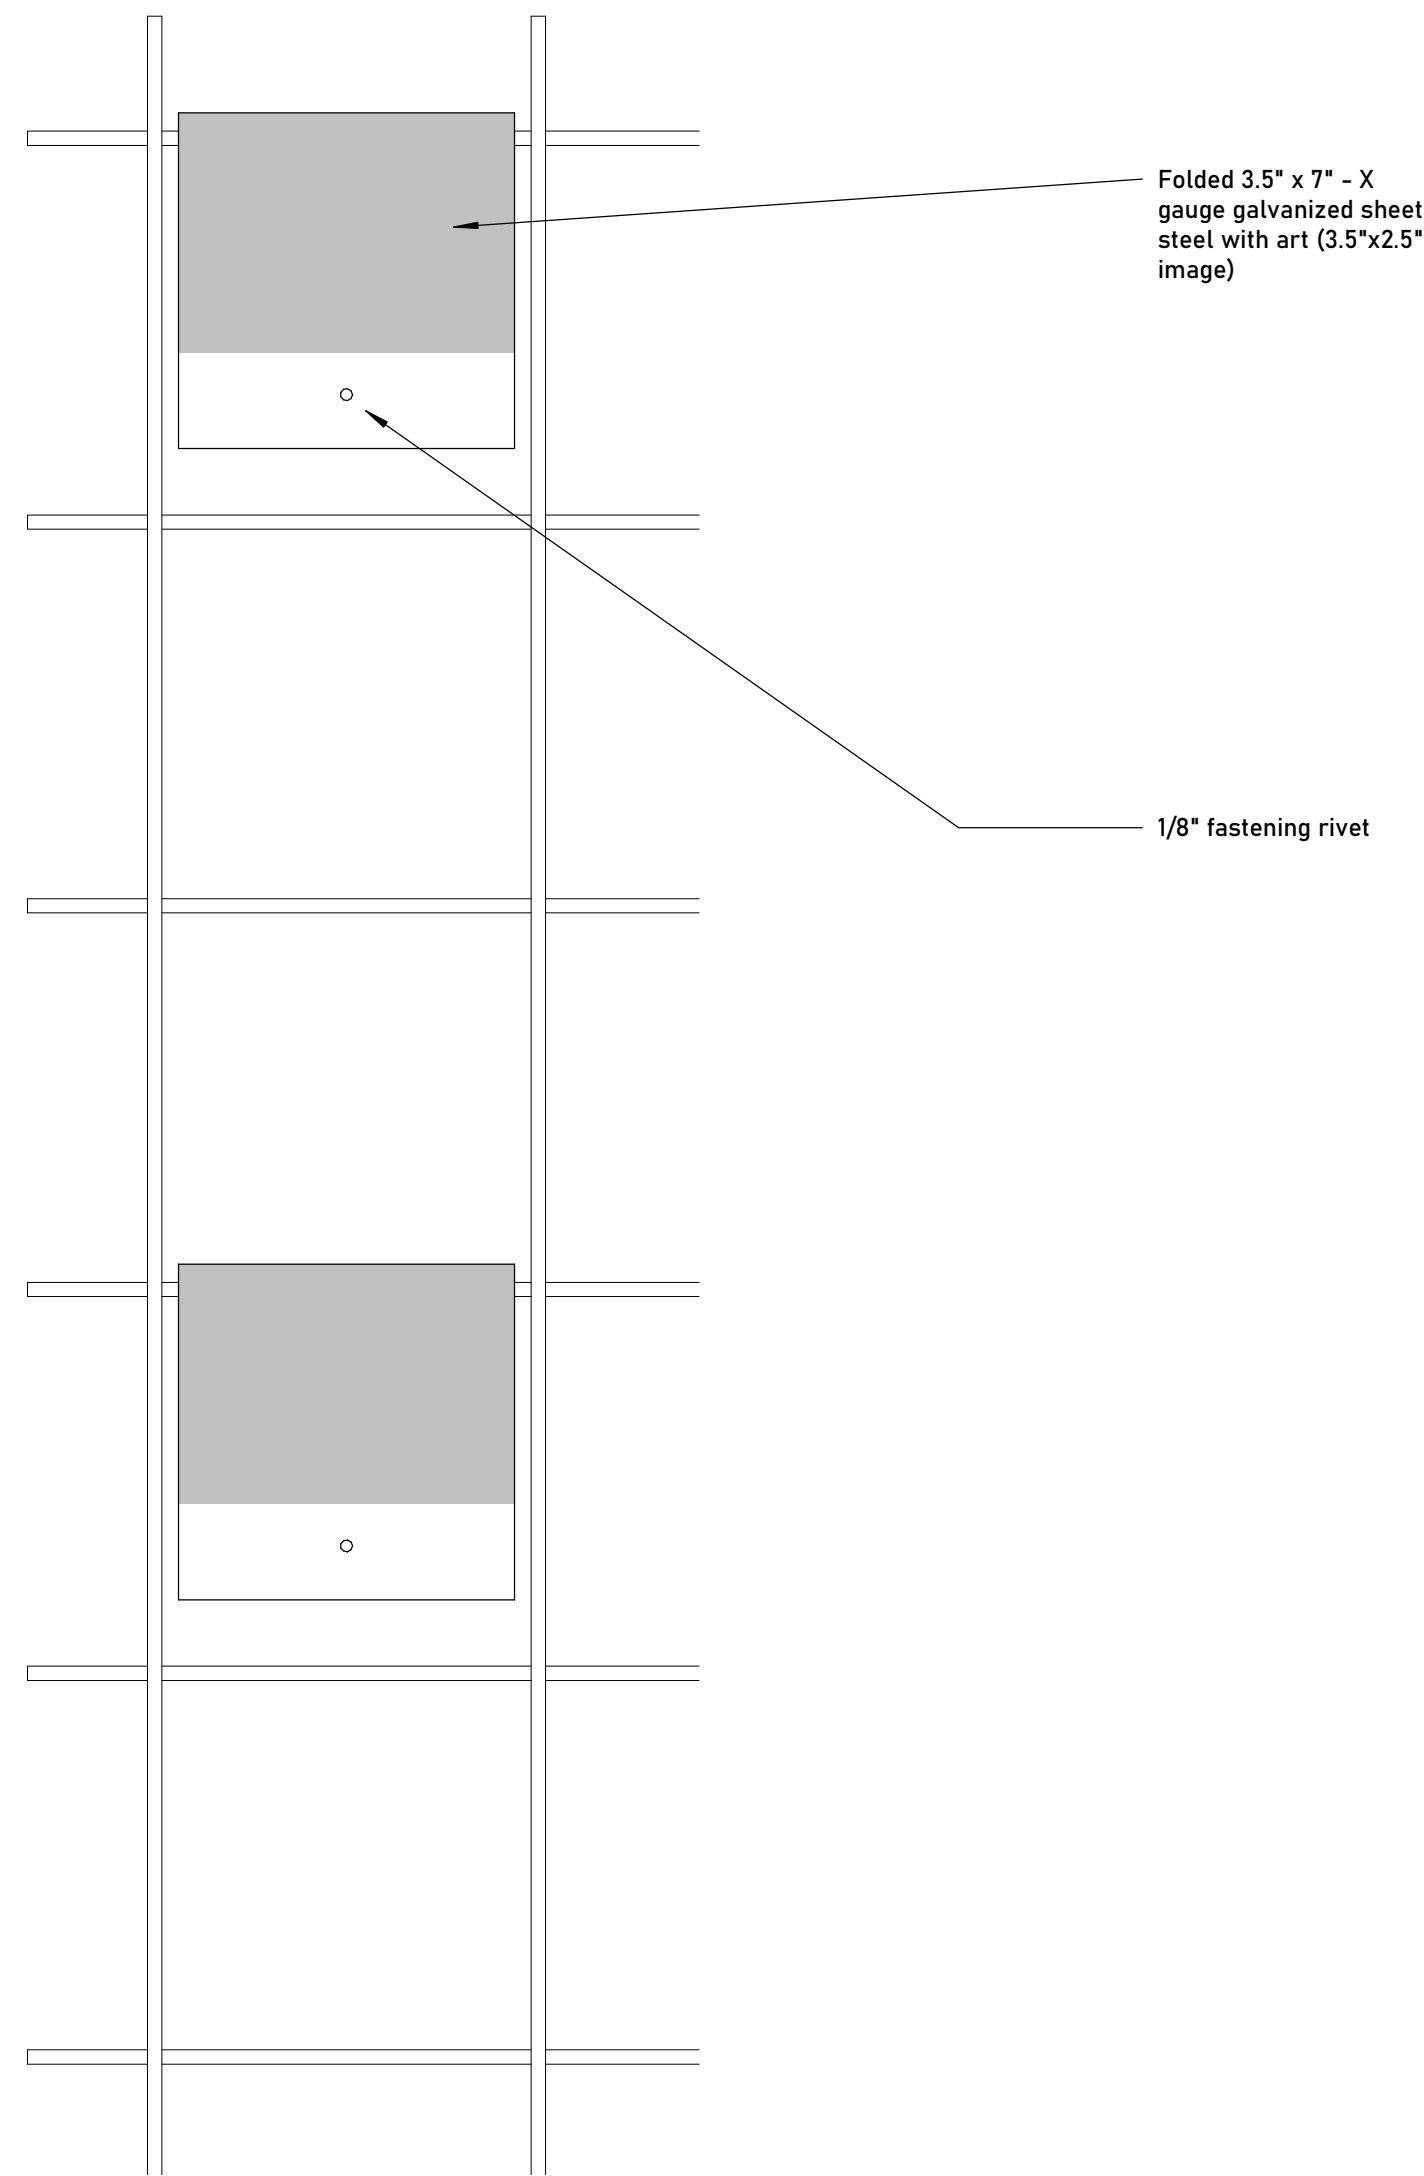 Folded 3.5" x 7" - X
gauge galvanized sheet
steel with art (3.5"x2.5"
image)
1/8" fastening rivet